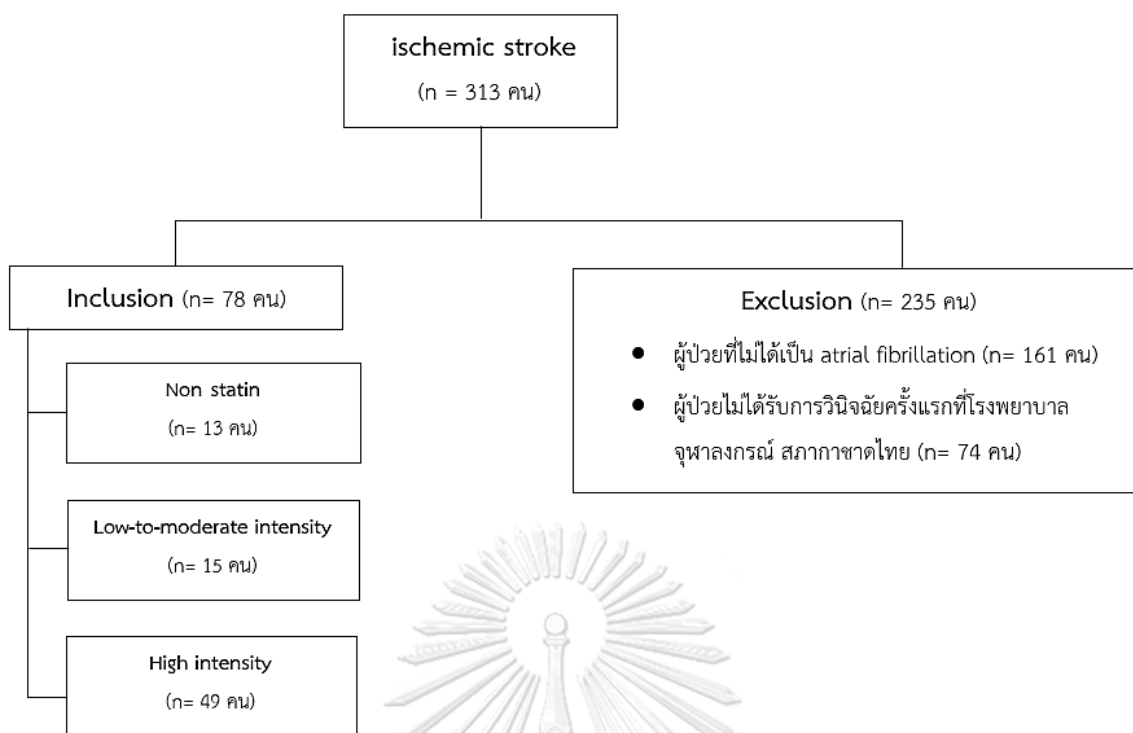 ischemic stroke
(n = 313 คน)
Inclusion (n= 78 คน)
Non statin
(n= 13 คน)
Low-to-moderate intensity
(n= 15 คน)
High intensity
(n= 49 คน)
Exclusion (n= 235 คน)
● ผู้ป่วยที่ไม่ได้เป็น atrial fibrillation (n= 161 คน)
● ผู้ป่วยไม่ได้รับการวินิจฉัยครั้งแรกที่โรงพยาบาล
จุฬาลงกรณ์ สภากาชาดไทย (n= 74 คน)